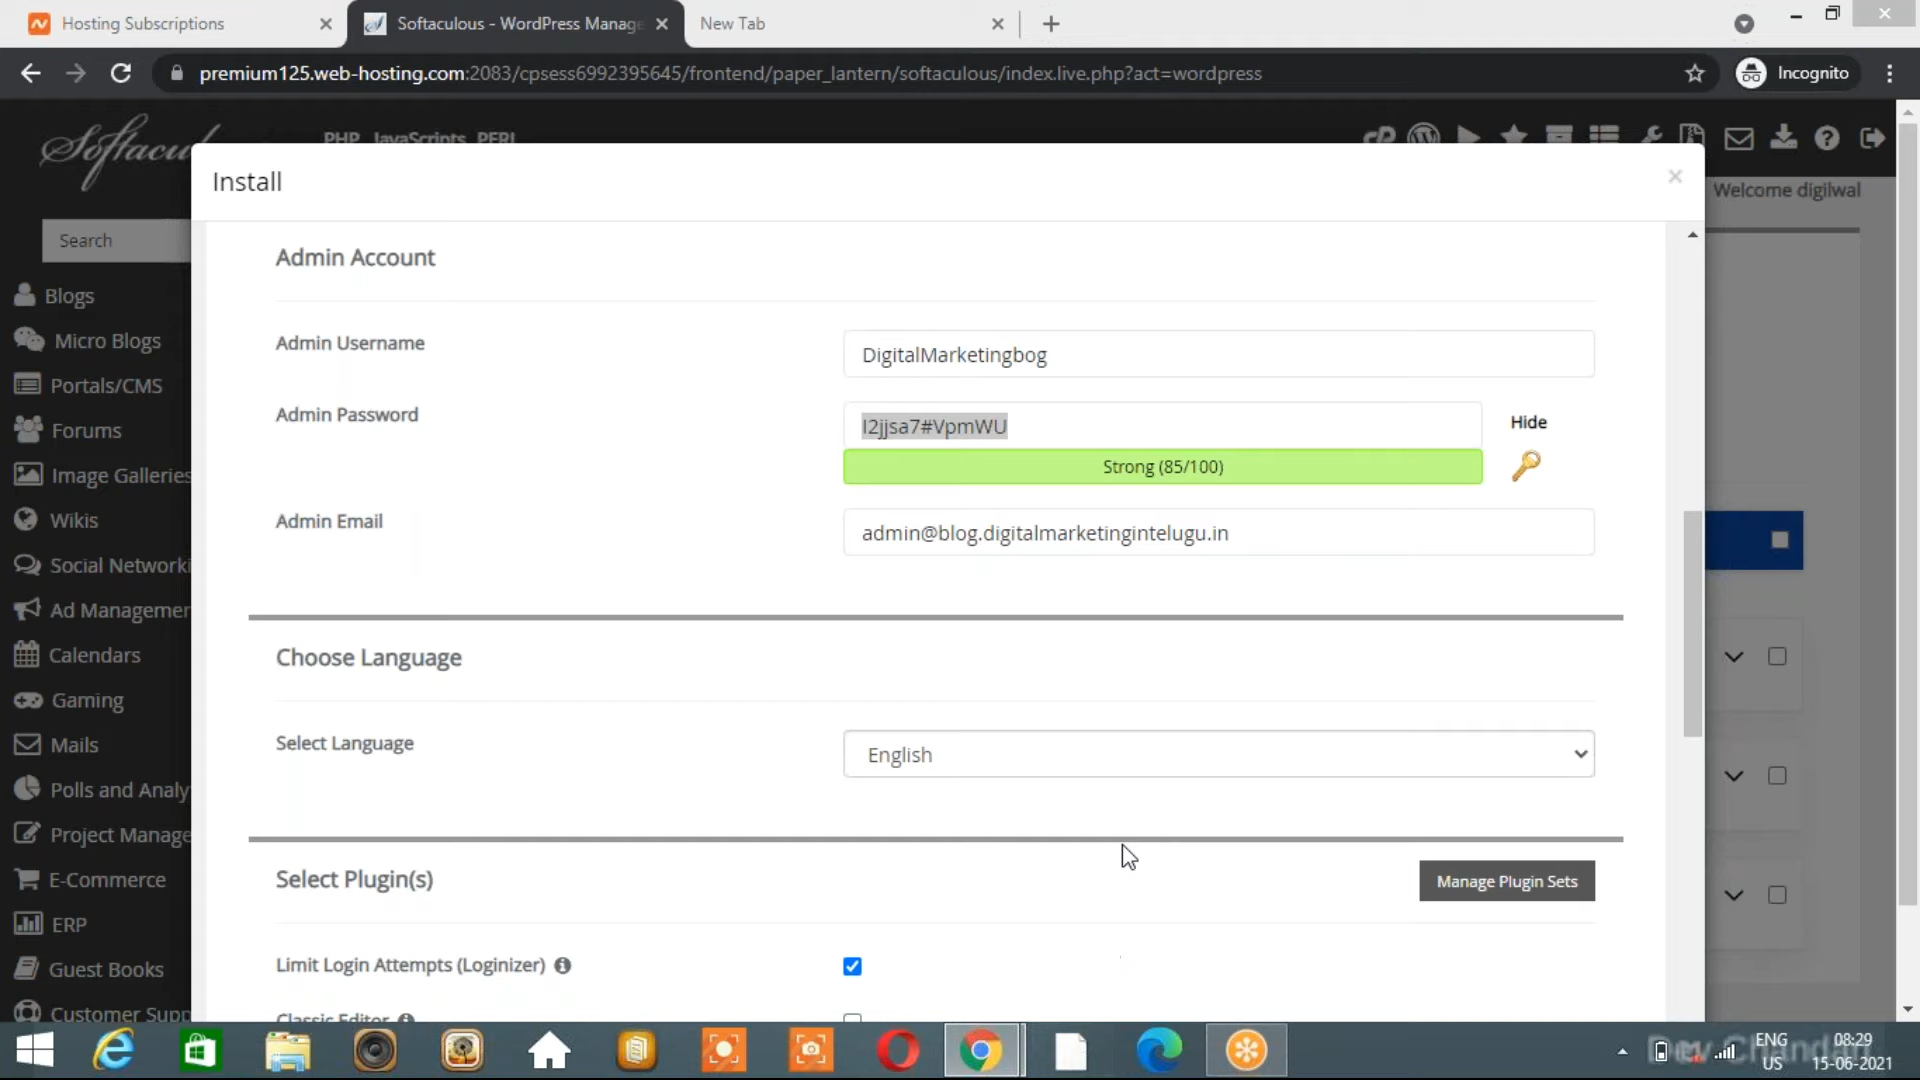 Hosting Subscriptions
Softaculous - WordPress Manage
New Tab
premium125.web-hosting.com:2083/cpsess6992395645/frontend/paper_lantern/softaculous/index.live.php?act=wordpress
Incognito
Softacul
PHP JavaScripts PERL
Install
Welcome digilwal
Search
Admin Account
Blogs
Admin Username
DigitalMarketingbog
Micro Blogs
Portals/CMS
Admin Password
I2jjsa7#VpmWU
Hide
Forums
Strong (85/100)
Image Galleries
Admin Email
admin@blog.digitalmarketingintelugu.in
Wikis
Social Networki
Ad Managemen
Choose Language
Calendars
Gaming
Select Language
English
Mails
Polls and Analy
Project Manage
Select Plugin(s)
Manage Plugin Sets
E-Commerce
ERP
Limit Login Attempts (Loginizer)
Guest Books
Classic Editor
Customer Supp
ENG
US
08:29
15-06-2021